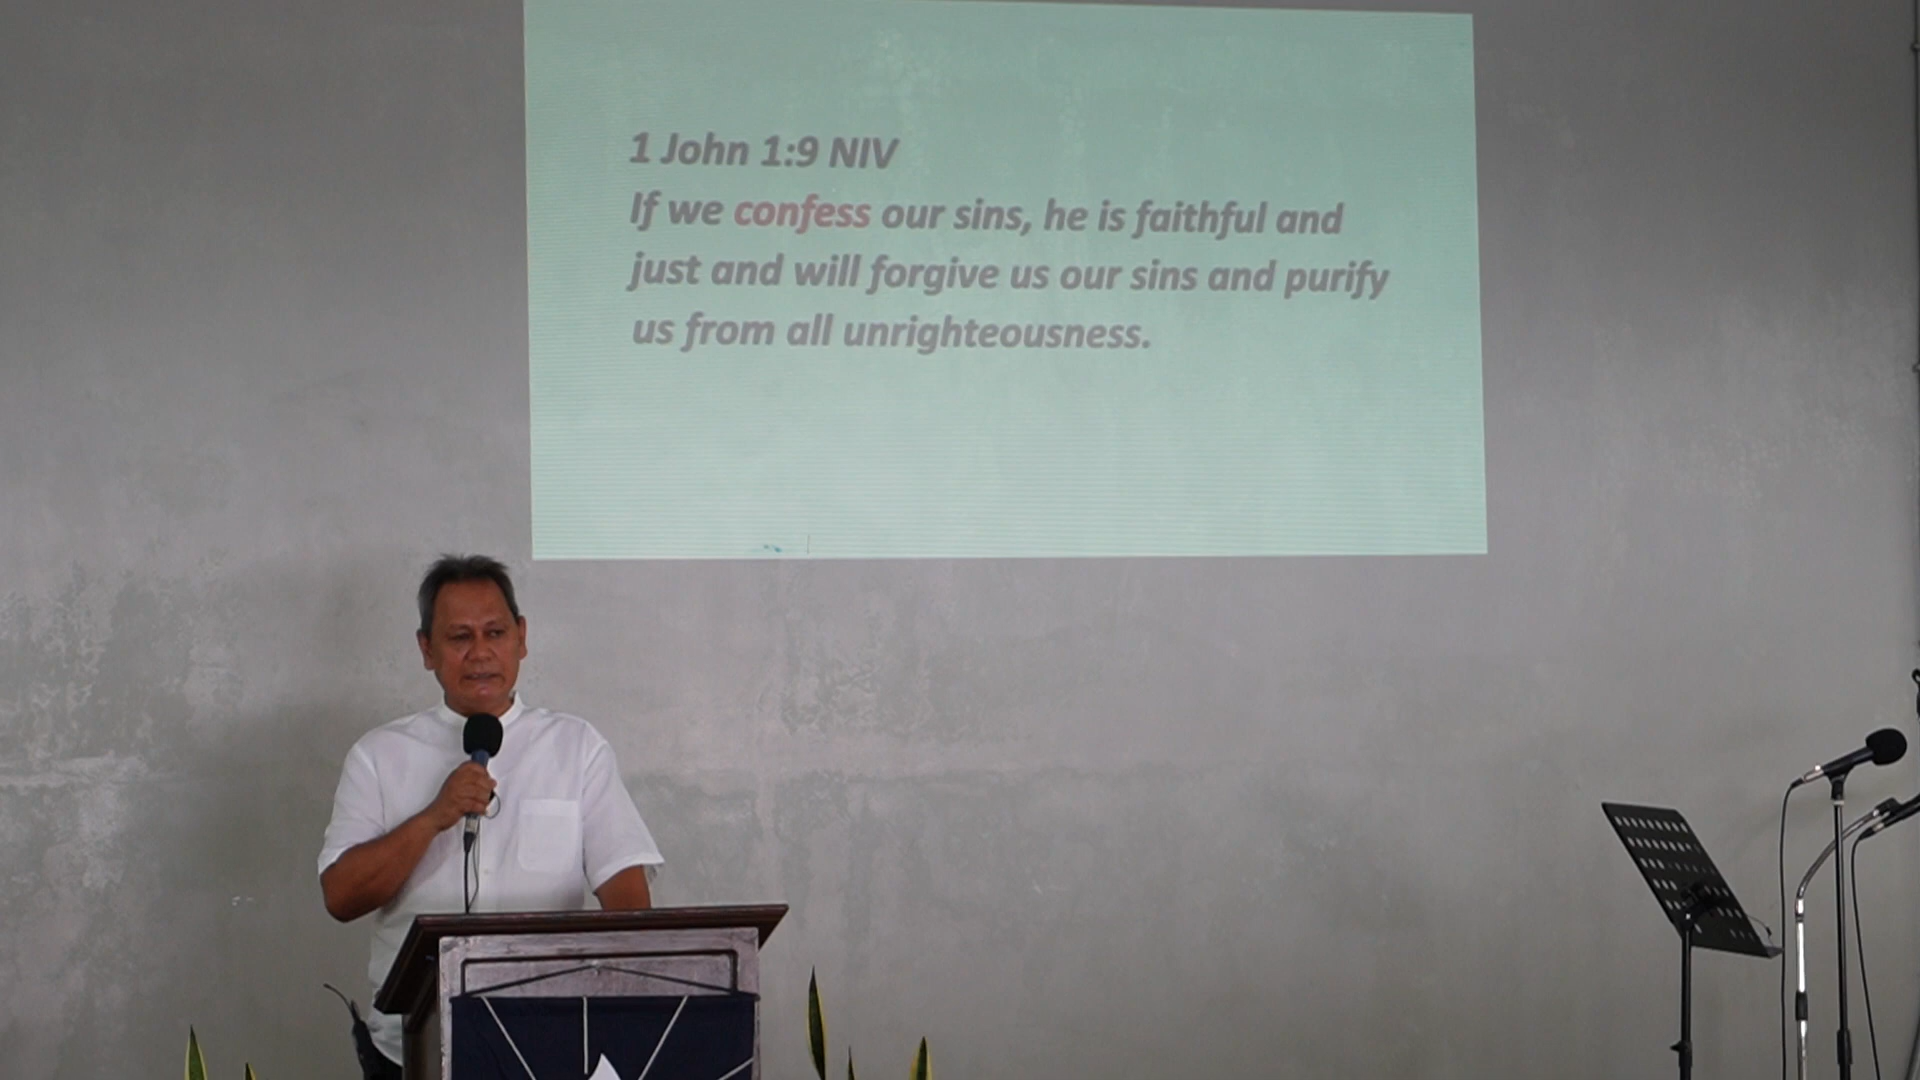 1 John 1:9 NIV
If we confess our sins, he is faithful and
just and will forgive us our sins and purify
us from all unrighteousness.